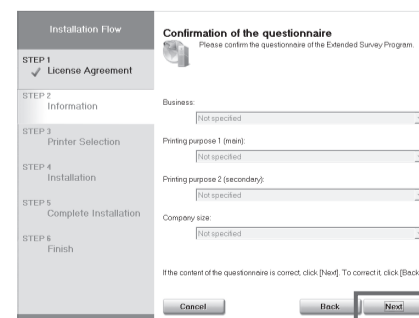 Installation Flow
STEP 1
License Agreement
STEP 2
Information
STEP 3
Printer Selection
STEP 4
Installation
STEP 5
Complete Installation
STEP 6
Finish
Confirmation of the questionnaire
Please confirm the questionnaire of the Extended Survey Program.
Business:
Not specified
Printing purpose 1 (main):
Not specified
Printing purpose 2 (secondary):
Not specified
Company size:
Not specified
If the content of the questionnaire is correct, click [Next]. To correct it, click [Back
Cancel
Back
Next